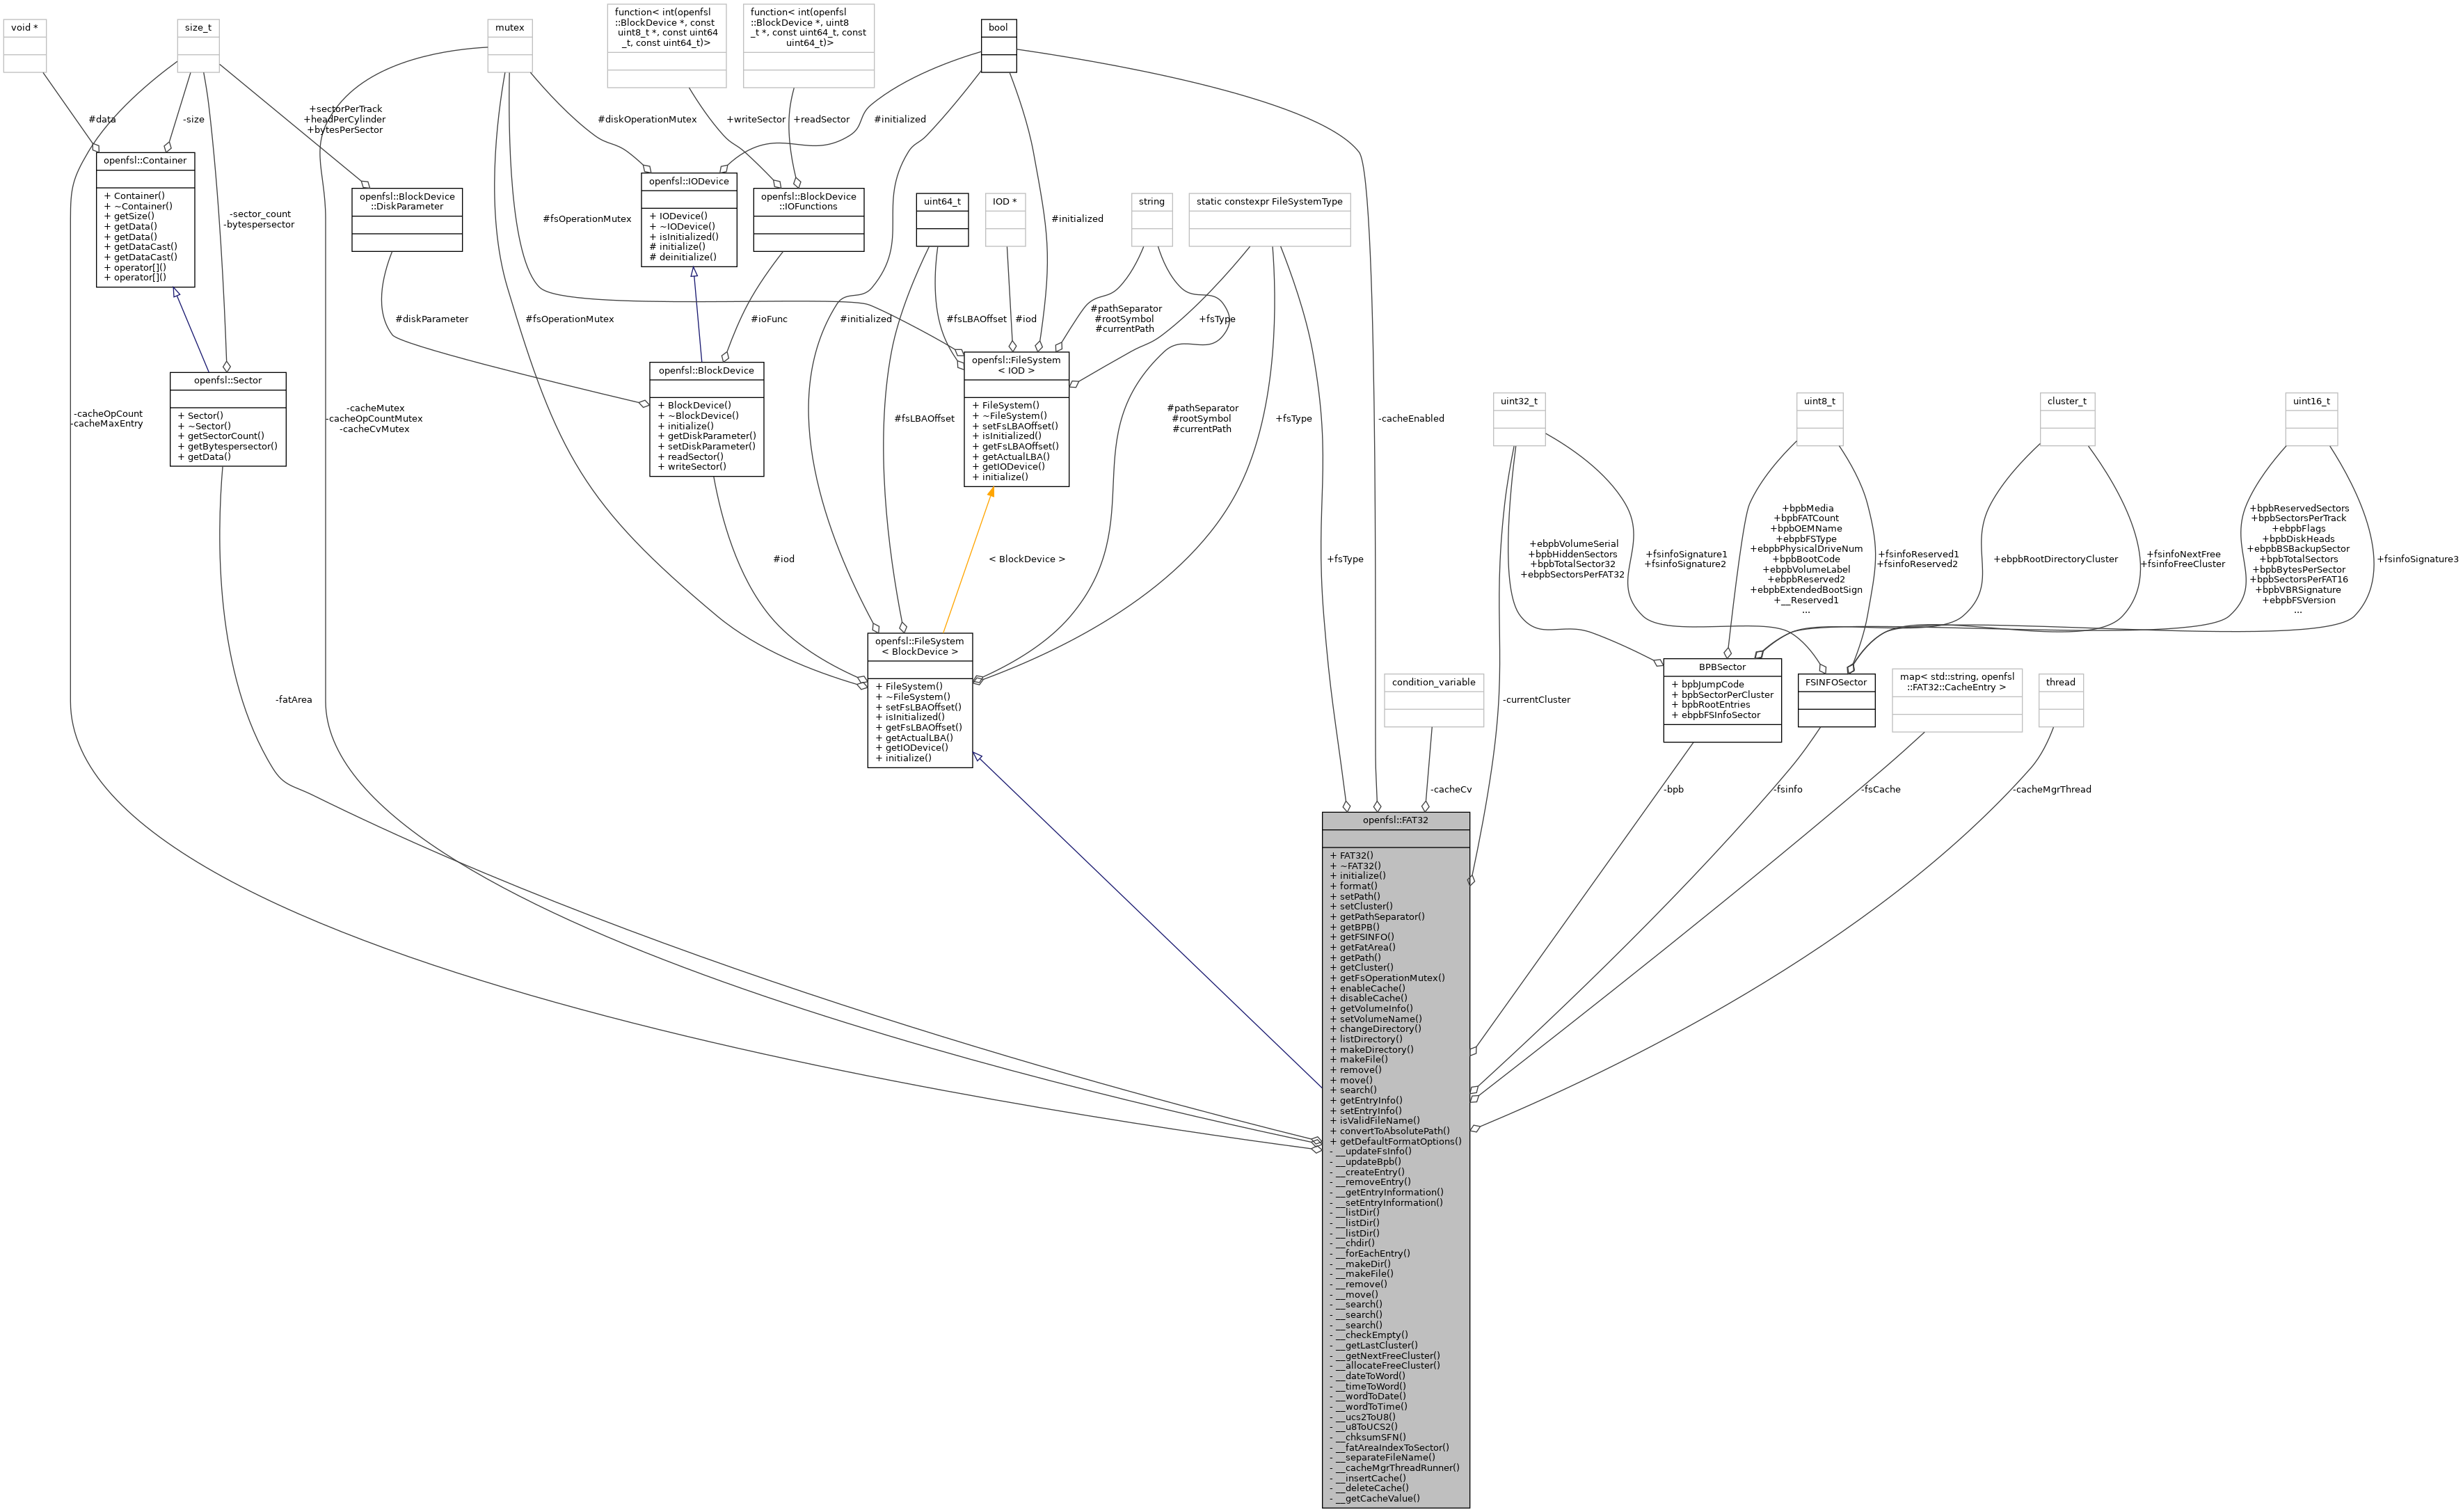 void *
size_t
mutex
function< int(openfsl
::BlockDevice *, const
uint8_t *, const uint64
_t, const uint64_t)>
function< int(openfsl
::BlockDevice *, uint8
_t *, const uint64_t, const
uint64_t)>
bool
#data
-size
+sectorPerTrack
+headPerCylinder
+bytesPerSector
#diskOperationMutex
+writeSector
+readSector
#initialized
openfsl::Container
+ Container()
+ ~Container()
+ getSize()
+ getData()
+ getData()
+ getDataCast()
+ getDataCast()
+ operator[]()
+ operator[]()
-sector_count
-bytespersector
openfsl::BlockDevice
::DiskParameter
#fsOperationMutex
openfsl::IODevice
+ IODevice()
+ ~IODevice()
+ isInitialized()
# initialize()
# deinitialize()
openfsl::BlockDevice
::IOFunctions
uint64_t
IOD *
#initialized
string
static constexpr FileSystemType
#diskParameter
#fsOperationMutex
#ioFunc
#initialized
#fsLBAOffset
#iod
#pathSeparator
#rootSymbol
#currentPath
+fsType
openfsl::Sector
+ Sector()
+ ~Sector()
+ getSectorCount()
+ getBytespersector()
+ getData()
openfsl::BlockDevice
+ BlockDevice()
+ ~BlockDevice()
+ initialize()
+ getDiskParameter()
+ setDiskParameter()
+ readSector()
+ writeSector()
openfsl::FileSystem
< IOD >
+ FileSystem()
+ ~FileSystem()
+ setFsLBAOffset()
+ isInitialized()
+ getFsLBAOffset()
+ getActualLBA()
+ getIODevice()
+ initialize()
-cacheOpCount
-cacheMaxEntry
-cacheMutex
-cacheOpCountMutex
-cacheCvMutex
#fsLBAOffset
#pathSeparator
#rootSymbol
#currentPath
+fsType
-cacheEnabled
uint32_t
uint8_t
cluster_t
uint16_t
#iod
< BlockDevice >
+fsType
+ebpbVolumeSerial
+bpbHiddenSectors
+bpbTotalSector32
+ebpbSectorsPerFAT32
+fsinfoSignature1
+fsinfoSignature2
+bpbMedia
+bpbFATCount
+bpbOEMName
+ebpbFSType
+ebpbPhysicalDriveNum
+bpbBootCode
+ebpbVolumeLabel
+ebpbReserved2
+ebpbExtendedBootSign
+__Reserved1
...
+fsinfoReserved1
+fsinfoReserved2
+ebpbRootDirectoryCluster
+fsinfoNextFree
+fsinfoFreeCluster
+bpbReservedSectors
+bpbSectorsPerTrack
+ebpbFlags
+bpbDiskHeads
+ebpbBSBackupSector
+bpbTotalSectors
+bpbBytesPerSector
+bpbSectorsPerFAT16
+bpbVBRSignature
+ebpbFSVersion
...
+fsinfoSignature3
-fatArea
openfsl::FileSystem
< BlockDevice >
+ FileSystem()
+ ~FileSystem()
+ setFsLBAOffset()
+ isInitialized()
+ getFsLBAOffset()
+ getActualLBA()
+ getIODevice()
+ initialize()
condition_variable
-currentCluster
BPBSector
+ bpbJumpCode
+ bpbSectorPerCluster
+ bpbRootEntries
+ ebpbFSInfoSector
FSINFOSector
map< std::string, openfsl
::FAT32::CacheEntry >
thread
-cacheCv
-bpb
-fsinfo
-fsCache
-cacheMgrThread
openfsl::FAT32
+ FAT32()
+ ~FAT32()
+ initialize()
+ format()
+ setPath()
+ setCluster()
+ getPathSeparator()
+ getBPB()
+ getFSINFO()
+ getFatArea()
+ getPath()
+ getCluster()
+ getFsOperationMutex()
+ enableCache()
+ disableCache()
+ getVolumeInfo()
+ setVolumeName()
+ changeDirectory()
+ listDirectory()
+ makeDirectory()
+ makeFile()
+ remove()
+ move()
+ search()
+ getEntryInfo()
+ setEntryInfo()
+ isValidFileName()
+ convertToAbsolutePath()
+ getDefaultFormatOptions()
- __updateFsInfo()
- __updateBpb()
- __createEntry()
- __removeEntry()
- __getEntryInformation()
- __setEntryInformation()
- __listDir()
- __listDir()
- __listDir()
- __chdir()
- __forEachEntry()
- __makeDir()
- __makeFile()
- __remove()
- __move()
- __search()
- __search()
- __search()
- __checkEmpty()
- __getLastCluster()
- __getNextFreeCluster()
- __allocateFreeCluster()
- __dateToWord()
- __timeToWord()
- __wordToDate()
- __wordToTime()
- __ucs2ToU8()
- __u8ToUCS2()
- __chksumSFN()
- __fatAreaIndexToSector()
- __separateFileName()
- __cacheMgrThreadRunner()
- __insertCache()
- __deleteCache()
- __getCacheValue()